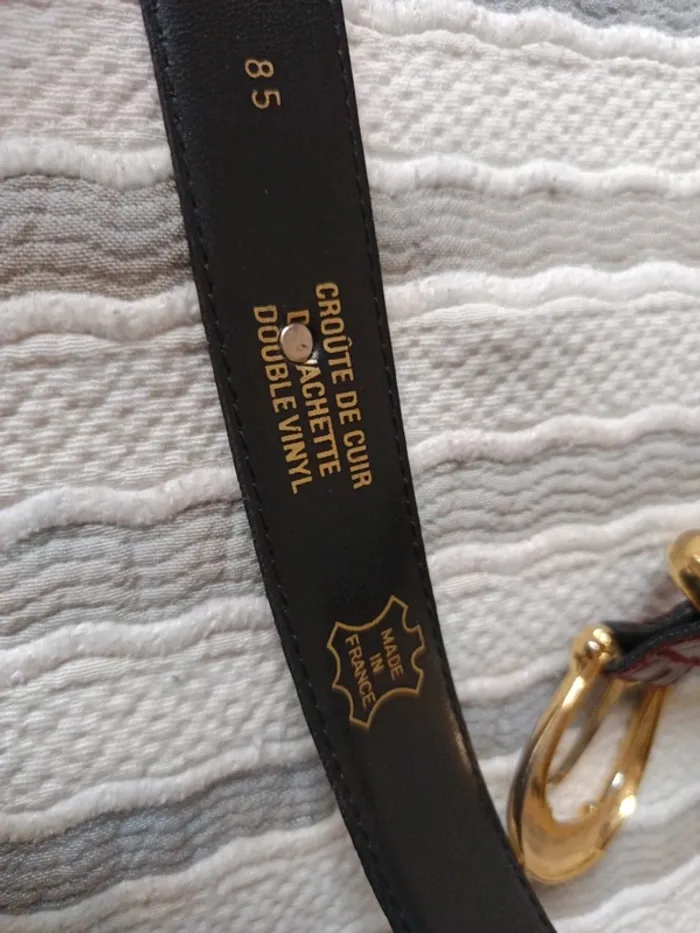 85
CROÛTE DE CUIR
VACHETTE
DOUBLE VINYL
MADE
IN
FRANCE